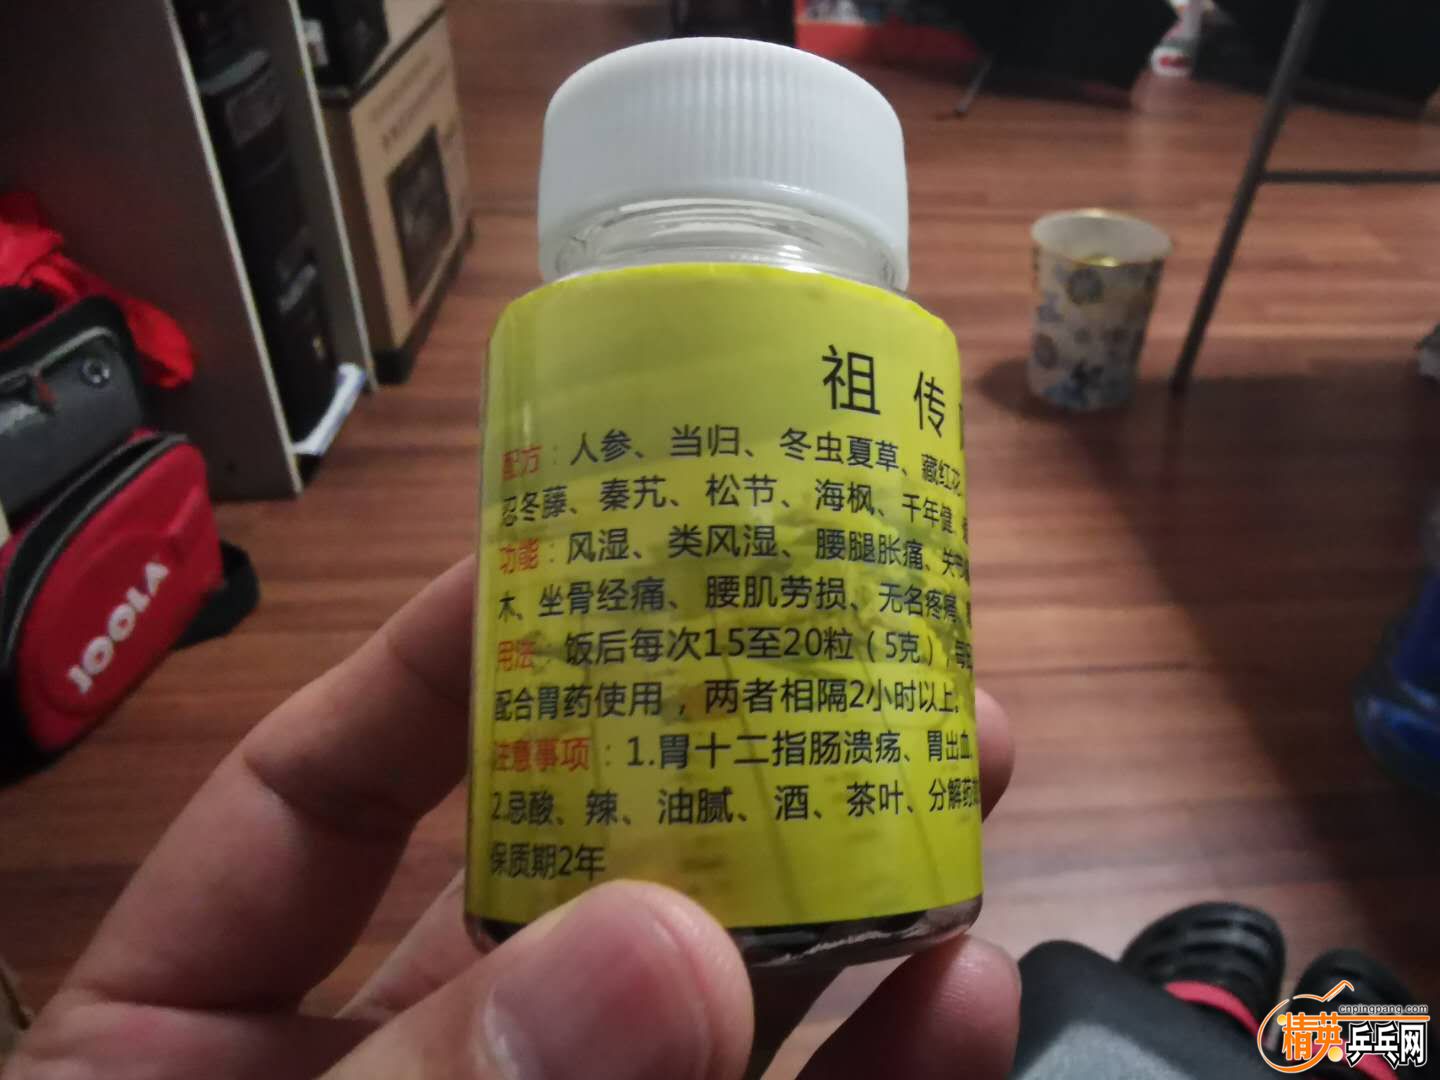 祖传
配方：人参、当归、冬虫夏草、藏红花
忍冬藤、秦艽、松节、海枫、千年健、
功能：风湿、类风湿、腰腿胀痛、关节
木、坐骨经痛、腰肌劳损、无名疼痛、
用法：饭后每次15至20粒（5克），每
配合胃药使用，两者相隔2小时以上。
注意事项：1.胃十二指肠溃疡、胃出血、
2.忌酸、辣、油腻、酒、茶叶、分解药
保质期2年
JOOLA
cnpingpang.com
精英乒乓网